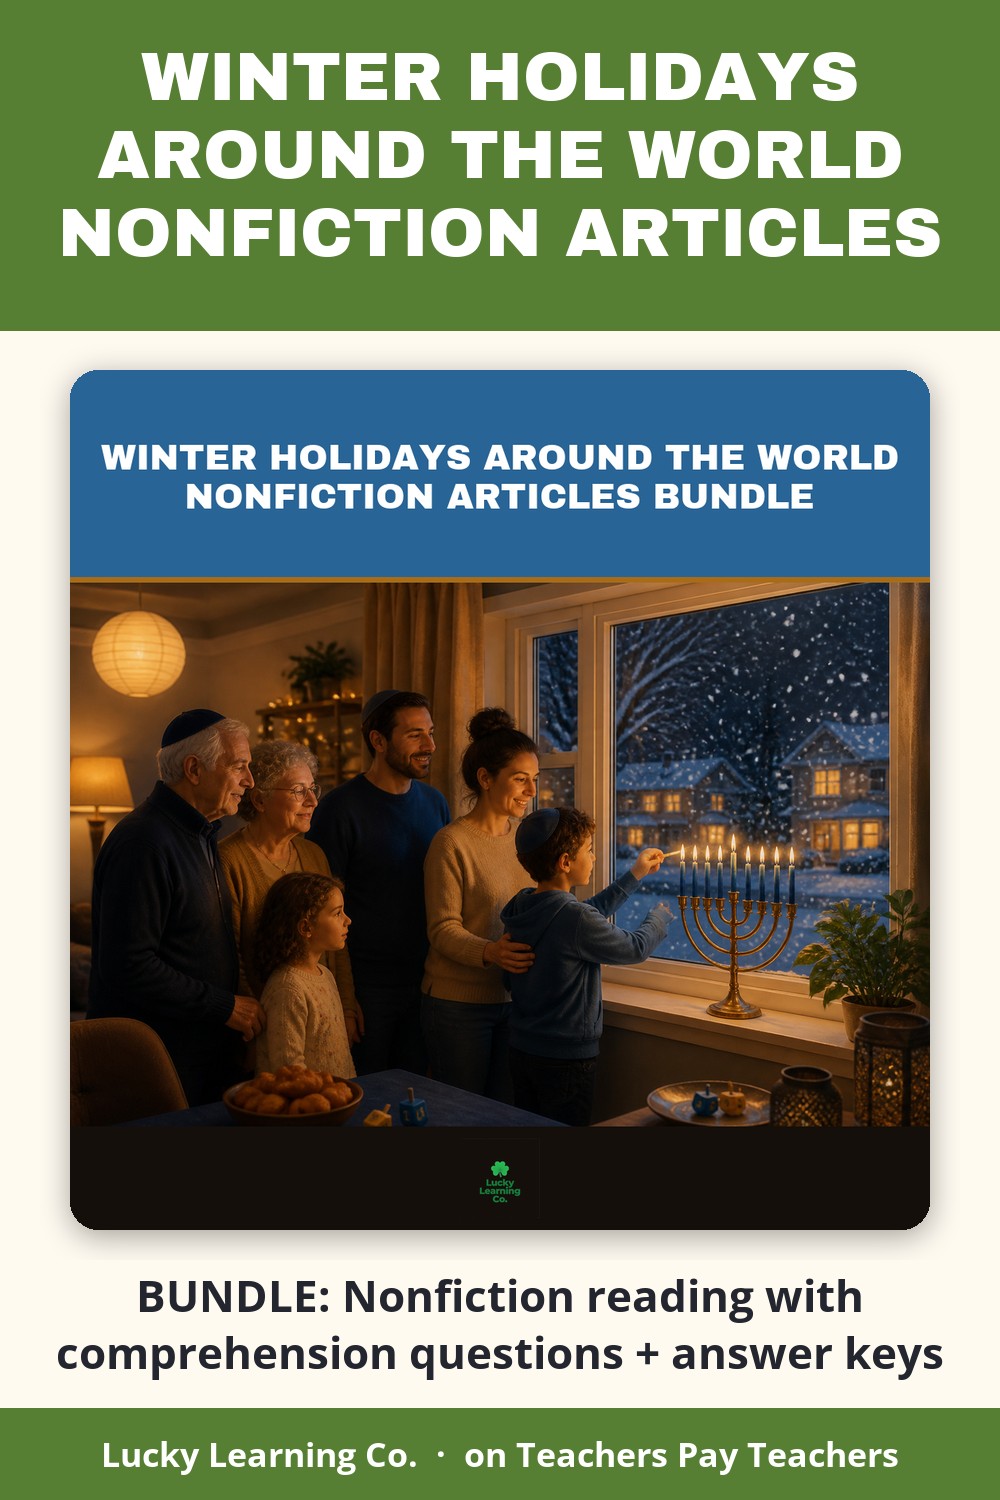 WINTER HOLIDAYS
AROUND THE WORLD
NONFICTION ARTICLES
WINTER HOLIDAYS AROUND THE WORLD
NONFICTION ARTICLES BUNDLE
Lucky
Learning
Co.
BUNDLE: Nonfiction reading with
comprehension questions + answer keys
Lucky Learning Co. · on Teachers Pay Teachers